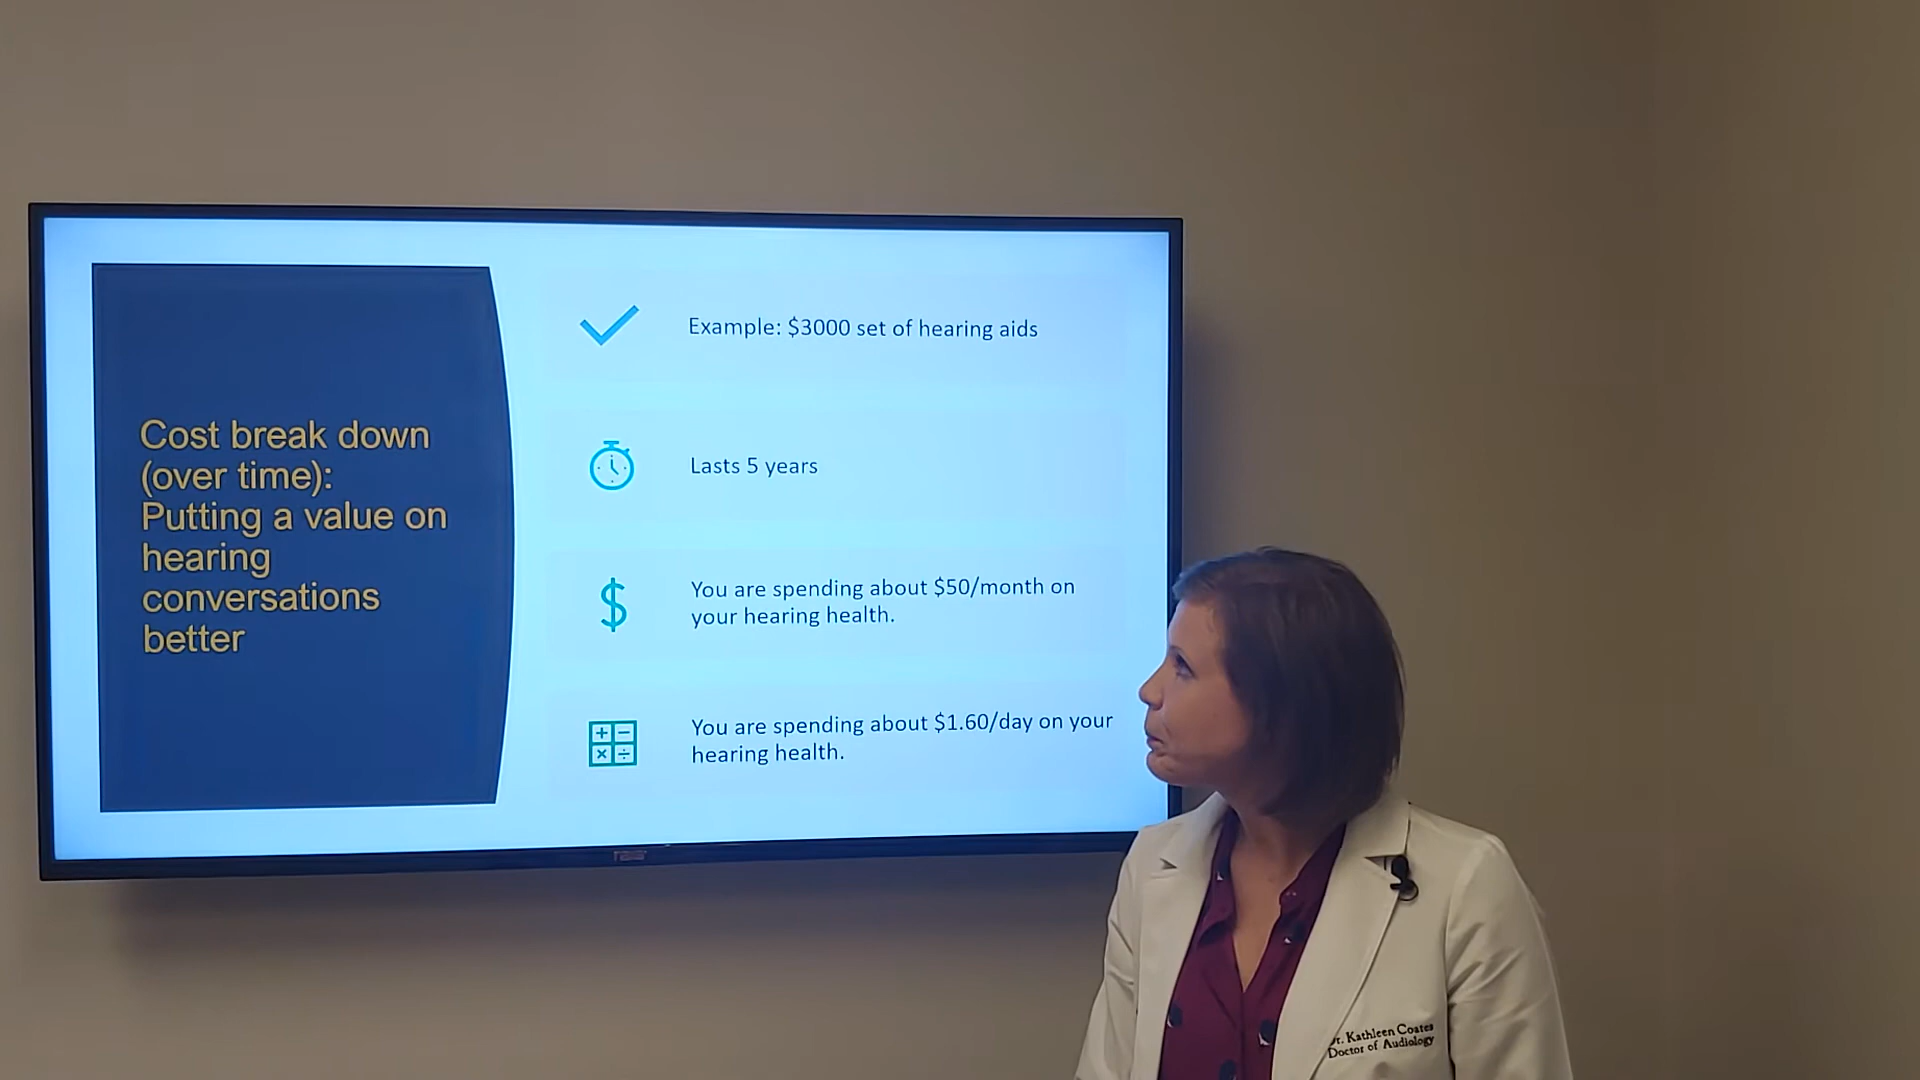 Cost break down
(over time):
Putting a value on
hearing
conversations
better
Example: $3000 set of hearing aids
Lasts 5 years
You are spending about $50/month on
your hearing health.
You are spending about $1.60/day on your
hearing health.
Dr. Kathleen Coates
Doctor of Audiology